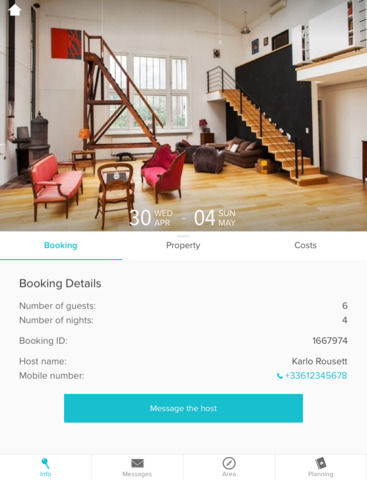 30 WED APR - 04 SUN MAY
Booking Property Costs
Booking Details
Number of guests: 6
Number of nights: 4
Booking ID: 1667974
Host name: Karlo Rousett
Mobile number: +33612345678
Message the host
Info Messages Area Planning